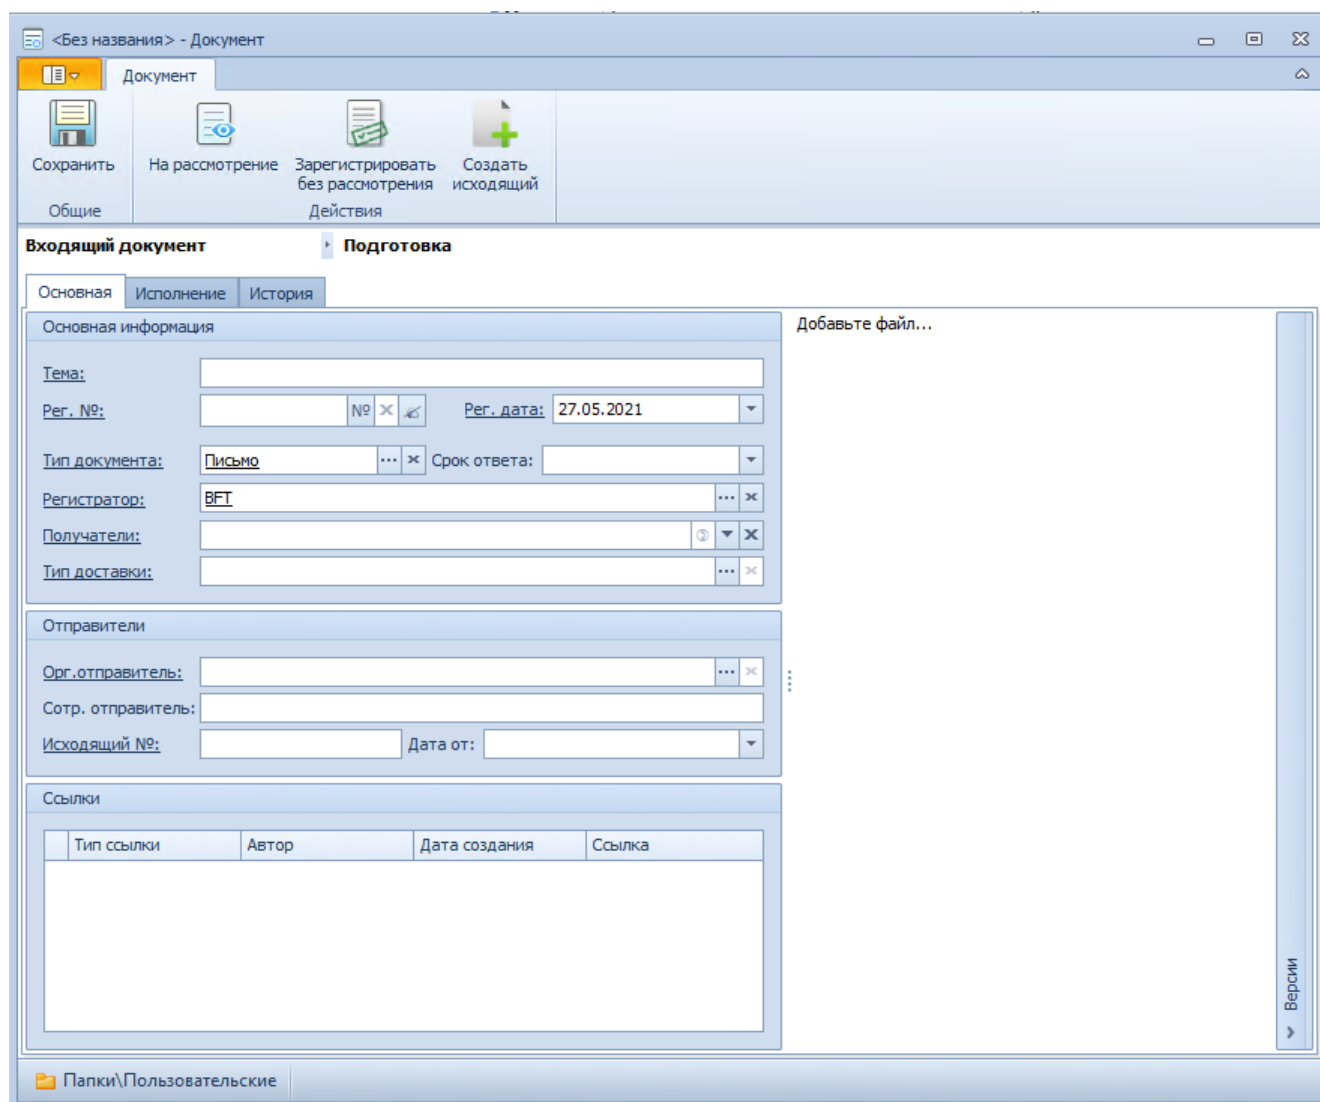 <Без названия> - Документ
Документ
Сохранить
На рассмотрение
Зарегистрировать
без рассмотрения
Создать
исходящий
Общие
Действия
Входящий документ
Подготовка
Основная Исполнение История
Основная информация
Тема:
Рег. №: № Рег. дата: 27.05.2021
Тип документа: Письмо Срок ответа:
Регистратор: BFT
Получатели:
Тип доставки:
Отправители
Орг.отправитель:
Сотр. отправитель:
Исходящий №: Дата от:
Ссылки
Тип ссылки Автор Дата создания Ссылка
Добавьте файл...
Версии
Папки\Пользовательские